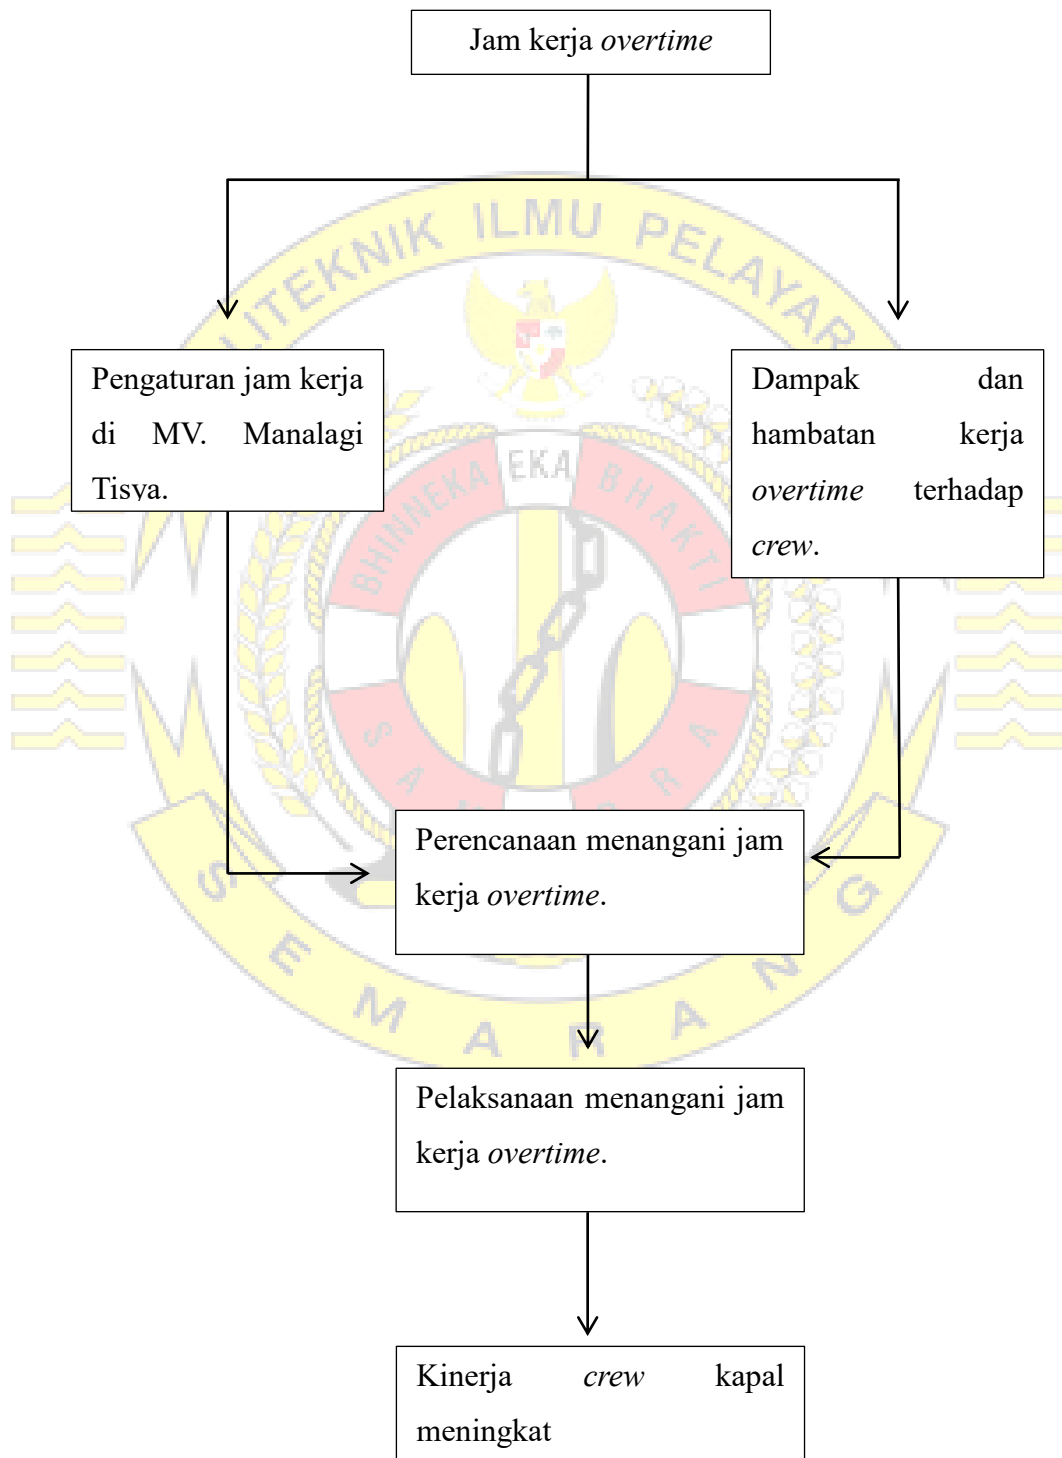 Jam kerja overtime
POLITEKNIK ILMU PELAYARAN
Pengaturan jam kerja
di MV. Manalagi
Tisya.
Dampak dan
hambatan kerja
overtime terhadap
crew.
BHINNEKA EKA BHAKTI
Perencanaan menangani jam
kerja overtime.
SEMARANG
Pelaksanaan menangani jam
kerja overtime.
Kinerja crew kapal
meningkat